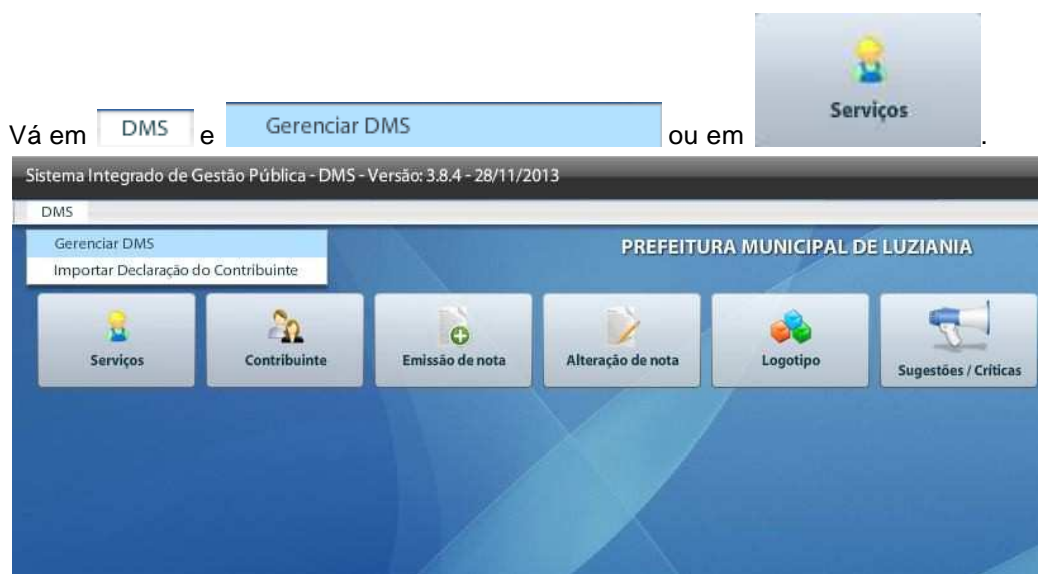 Serviços
Vá em DMS e Gerenciar DMS ou em .
Sistema Integrado de Gestão Pública - DMS - Versão: 3.8.4 - 28/11/2013
DMS
Gerenciar DMS
PREFEITURA MUNICIPAL DE LUZIANIA
Importar Declaração do Contribuinte
Serviços Contribuinte Emissão de nota Alteração de nota Logotipo Sugestões / Críticas